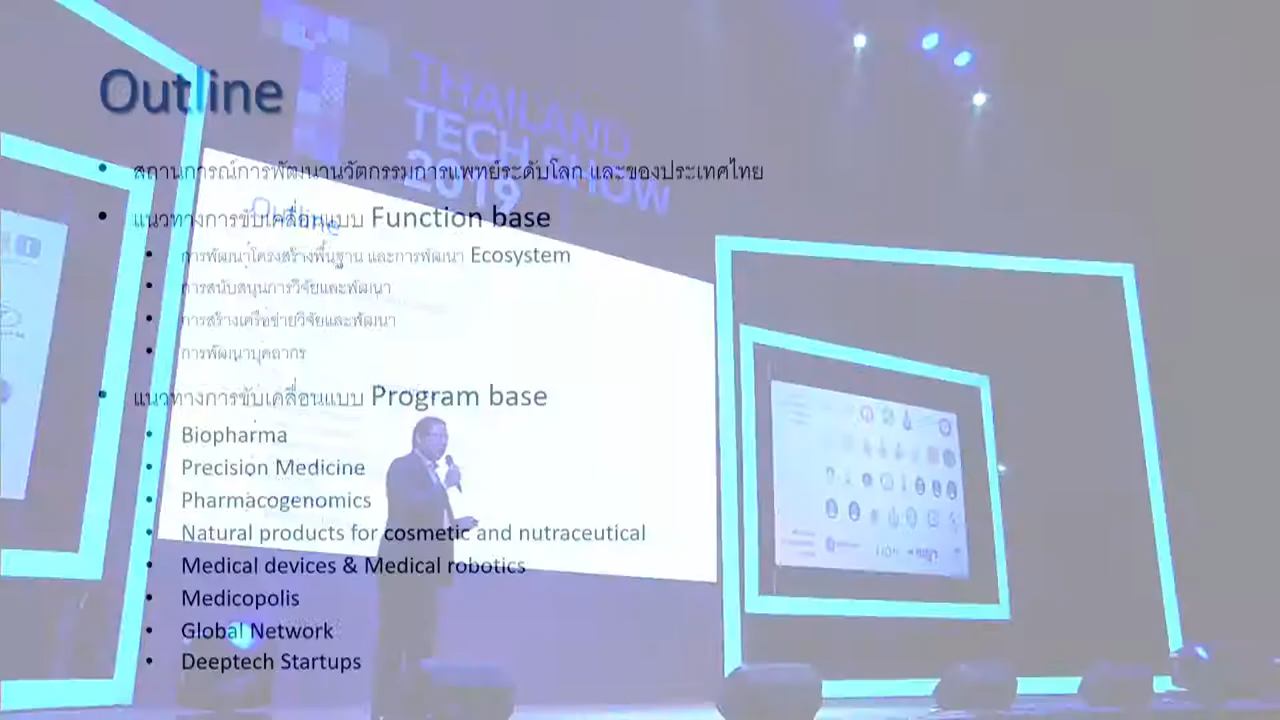 Outline
THAILAND
TECH SHOW
2019
• สถานการณ์การพัฒนานวัตกรรมการแพทย์ระดับโลก และของประเทศไทย
• แนวทางการขับเคลื่อนแบบ Function base
• การพัฒนาโครงสร้างพื้นฐาน และการพัฒนา Ecosystem
• การสนับสนุนการวิจัยและพัฒนา
• การสร้างเครือข่ายวิจัยและพัฒนา
• การพัฒนาบุคลากร
• แนวทางการขับเคลื่อนแบบ Program base
• Biopharma
• Precision Medicine
• Pharmacogenomics
• Natural products for cosmetic and nutraceutical
• Medical devices & Medical robotics
• Medicopolis
• Global Network
• Deeptech Startups
Outline